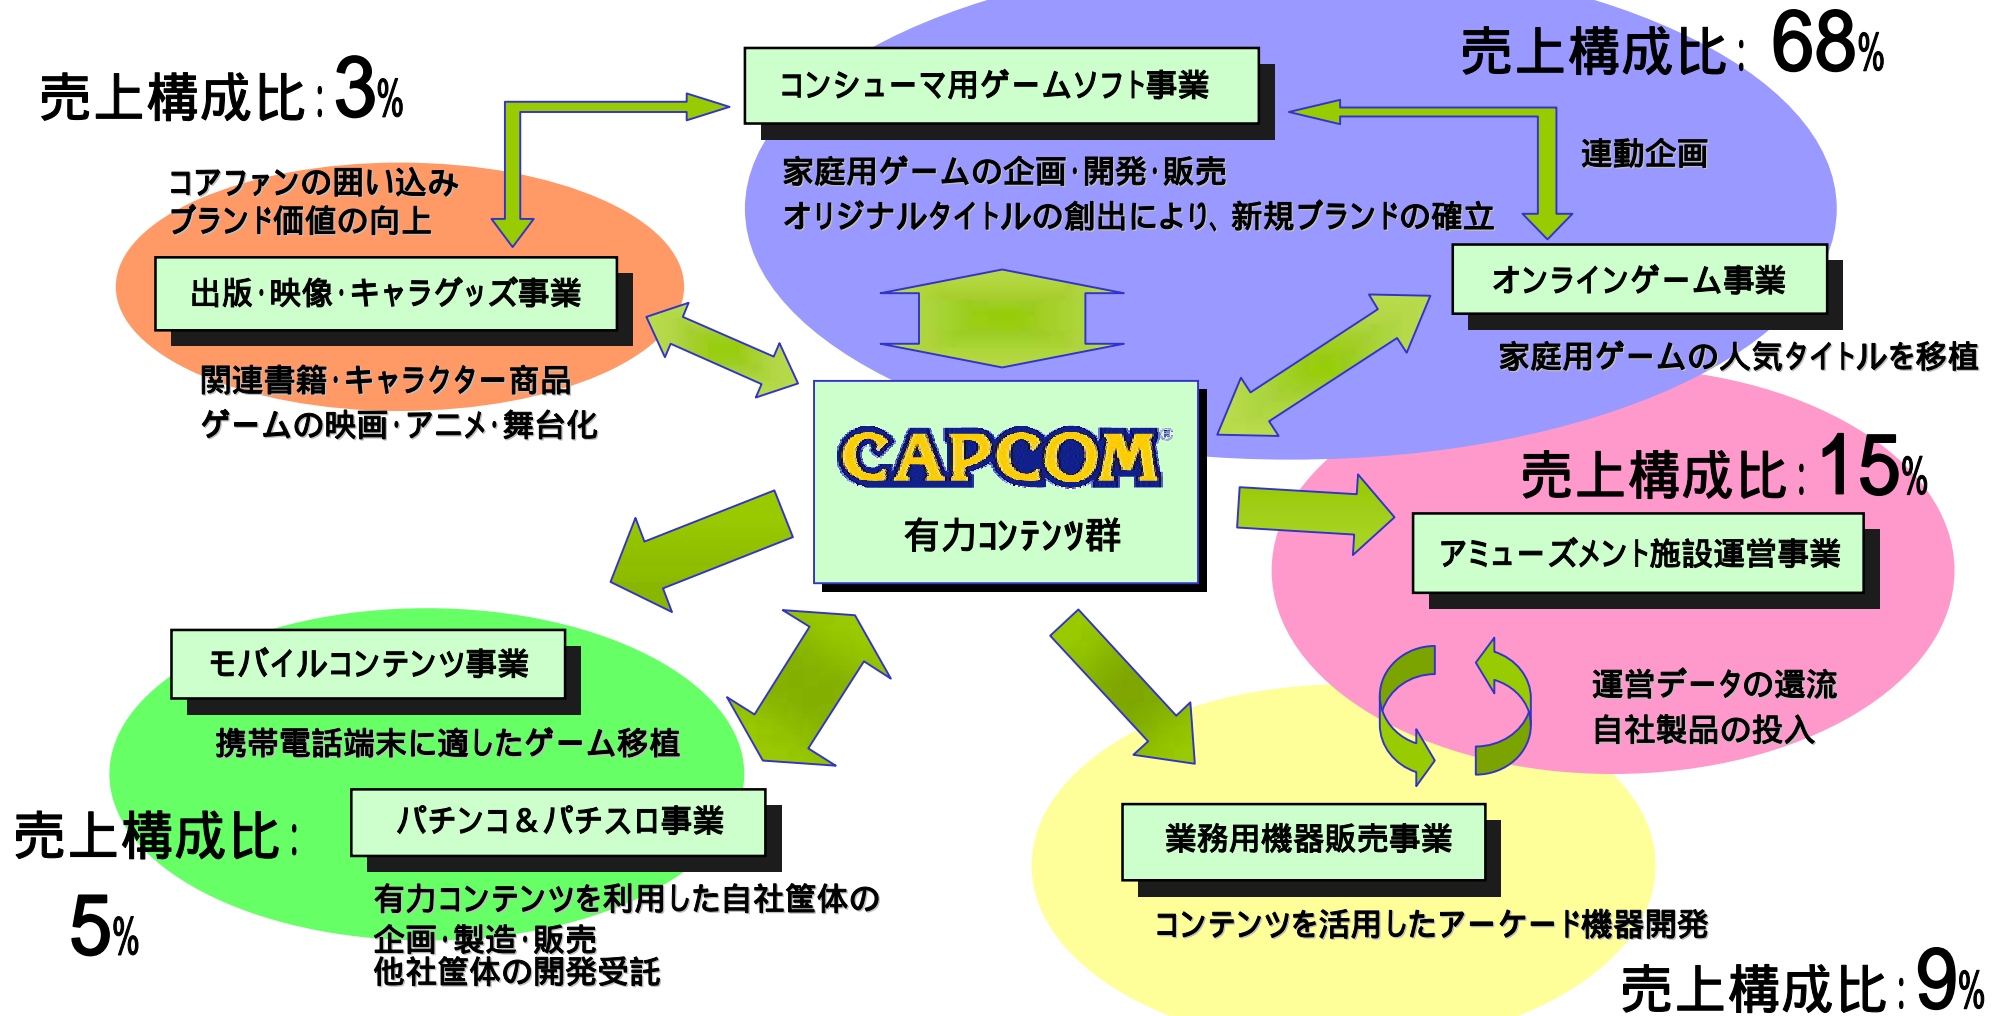 売上構成比:3%
コアファンの囲い込み
ブランド価値の向上
出版・映像・キャラグッズ事業
関連書籍・キャラクター商品
ゲームの映画・アニメ・舞台化
コンシューマ用ゲームソフト事業
家庭用ゲームの企画・開発・販売
オリジナルタイトルの創出により、新規ブランドの確立
売上構成比:68%
連動企画
オンラインゲーム事業
家庭用ゲームの人気タイトルを移植
CAPCOM®
有力コンテンツ群
売上構成比:15%
アミューズメント施設運営事業
運営データの還流
自社製品の投入
モバイルコンテンツ事業
携帯電話端末に適したゲーム移植
売上構成比:
5%
パチンコ&パチスロ事業
有力コンテンツを利用した自社筐体の
企画・製造・販売
他社筐体の開発受託
業務用機器販売事業
コンテンツを活用したアーケード機器開発
売上構成比:9%